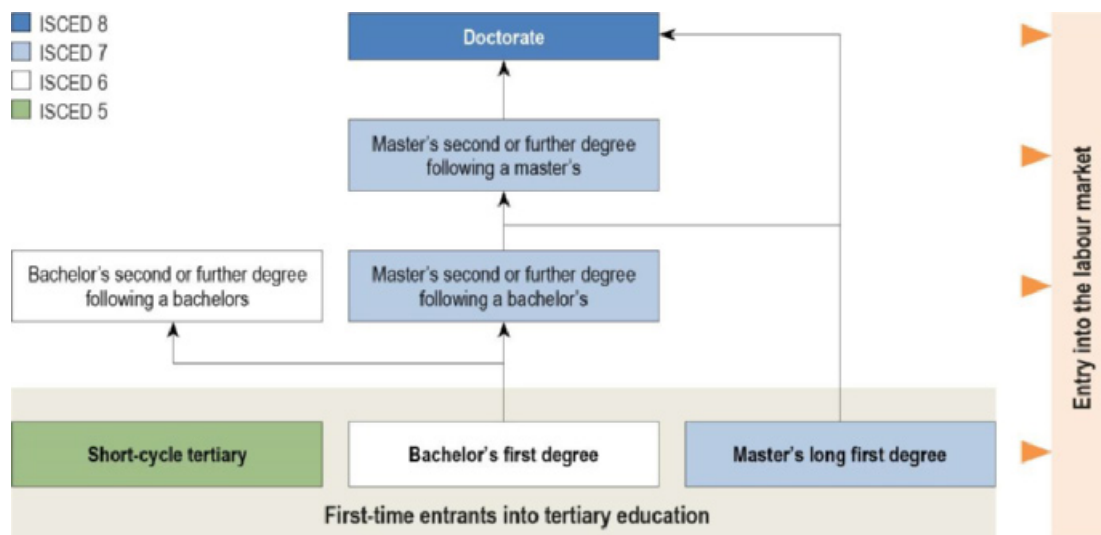 ISCED 8
ISCED 7
ISCED 6
ISCED 5
Doctorate
Master's second or further degree
following a master's
Bachelor's second or further degree
following a bachelors
Master's second or further degree
following a bachelor's
Short-cycle tertiary
Bachelor's first degree
Master's long first degree
First-time entrants into tertiary education
Entry into the labour market